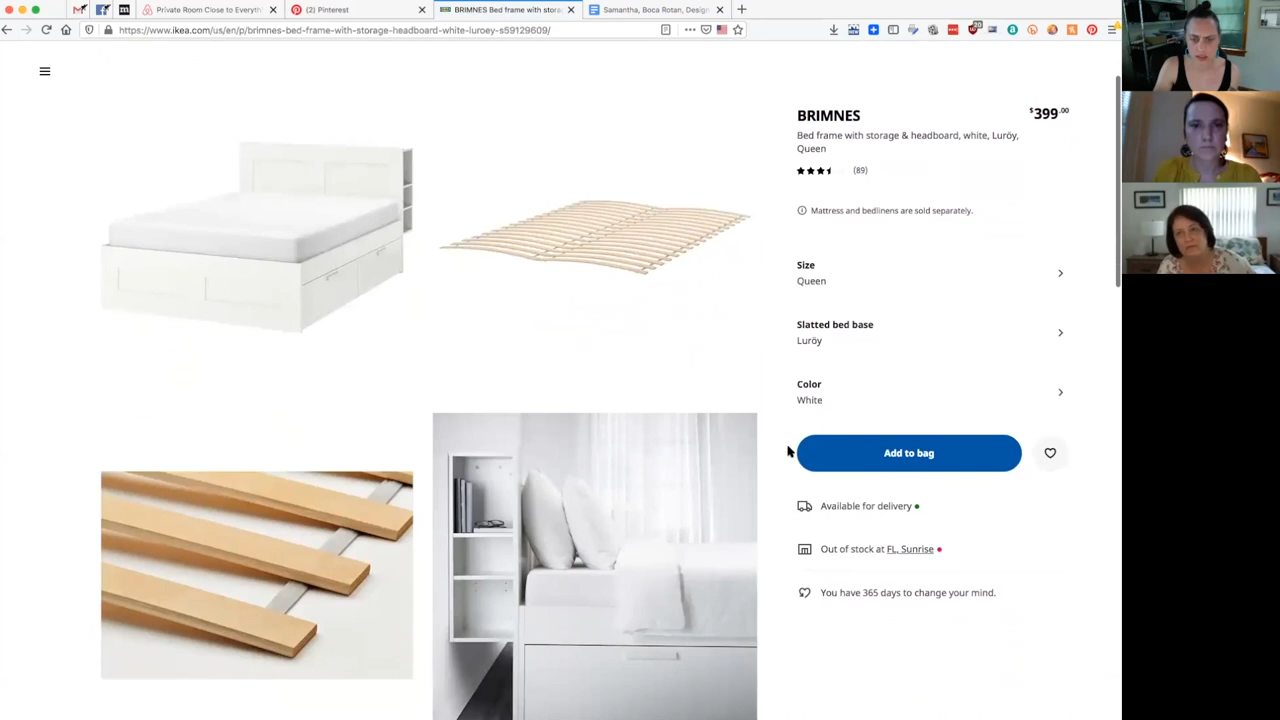 Private Room Close to Everyth
(2) Pinterest
BRIMNES Bed frame with storag
Samantha, Boca Rotan, Design
https://www.ikea.com/us/en/p/brimnes-bed-frame-with-storage-headboard-white-luroey-s59129609/
BRIMNES
$399.00
Bed frame with storage & headboard, white, Luröy,
Queen
(89)
Mattress and bedlinens are sold separately.
Size
Queen
Slatted bed base
Luröy
Color
White
Add to bag
Available for delivery
Out of stock at FL, Sunrise
You have 365 days to change your mind.